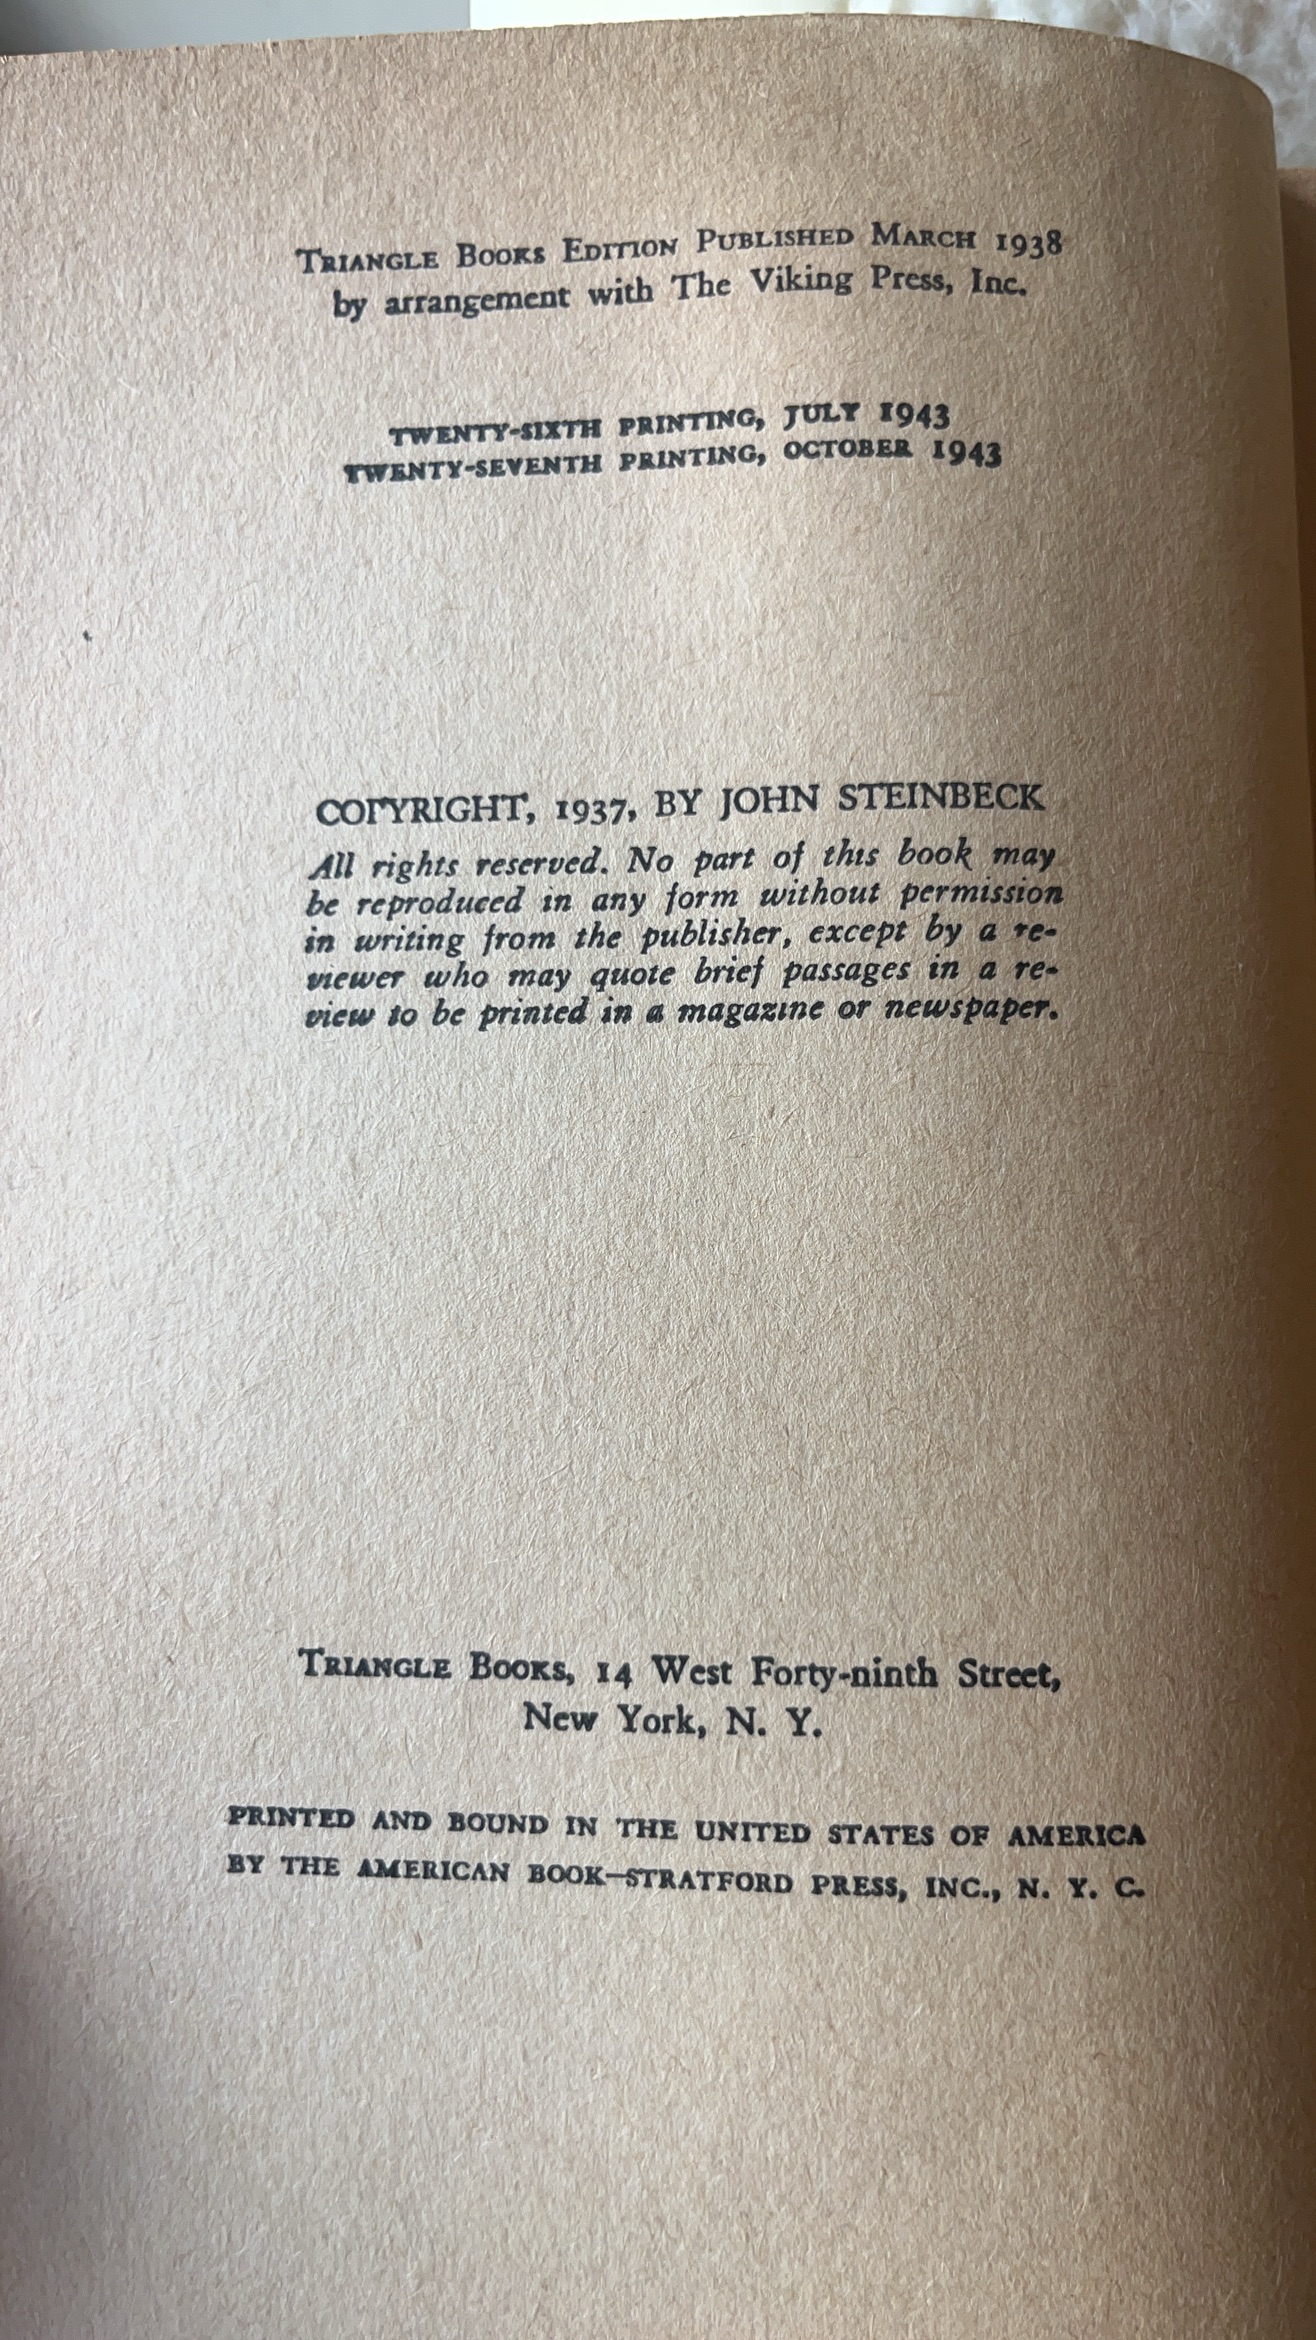 Triangle Books Edition Published March 1938
by arrangement with The Viking Press, Inc.
TWENTY-SIXTH PRINTING, JULY 1943
TWENTY-SEVENTH PRINTING, OCTOBER 1943
COPYRIGHT, 1937, BY JOHN STEINBECK
All rights reserved. No part of this book may
be reproduced in any form without permission
in writing from the publisher, except by a re-
viewer who may quote brief passages in a re-
view to be printed in a magazine or newspaper.
Triangle Books, 14 West Forty-ninth Street,
New York, N. Y.
PRINTED AND BOUND IN THE UNITED STATES OF AMERICA
BY THE AMERICAN BOOK—STRATFORD PRESS, INC., N. Y. C.